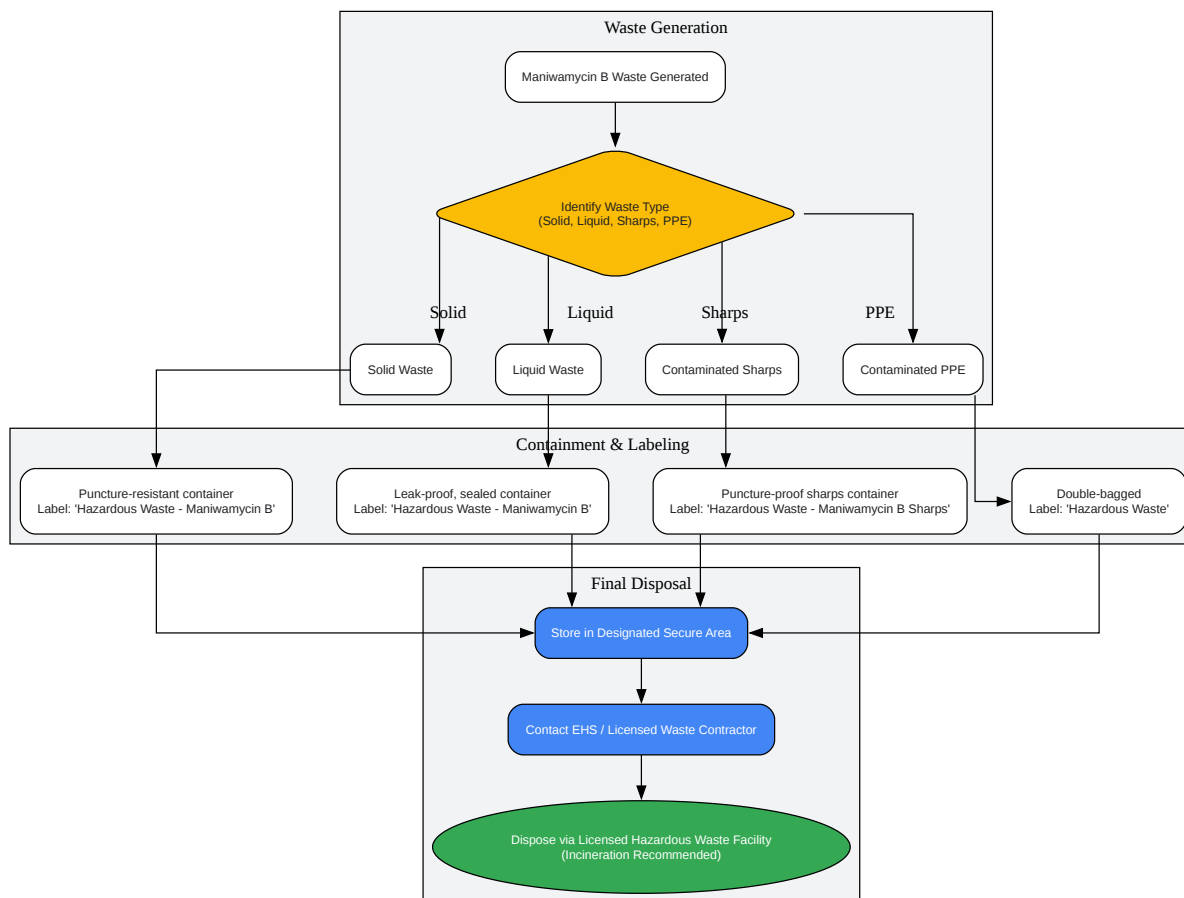 Waste Generation
Maniwamycin B Waste Generated
Identify Waste Type
(Solid, Liquid, Sharps, PPE)
Solid
Liquid
Sharps
PPE
Solid Waste
Liquid Waste
Contaminated Sharps
Contaminated PPE
Containment & Labeling
Puncture-resistant container
Label: 'Hazardous Waste - Maniwamycin B'
Leak-proof, sealed container
Label: 'Hazardous Waste - Maniwamycin B'
Puncture-proof sharps container
Label: 'Hazardous Waste - Maniwamycin B Sharps'
Double-bagged
Label: 'Hazardous Waste'
Final Disposal
Store in Designated Secure Area
Contact EHS / Licensed Waste Contractor
Dispose via Licensed Hazardous Waste Facility
(Incineration Recommended)